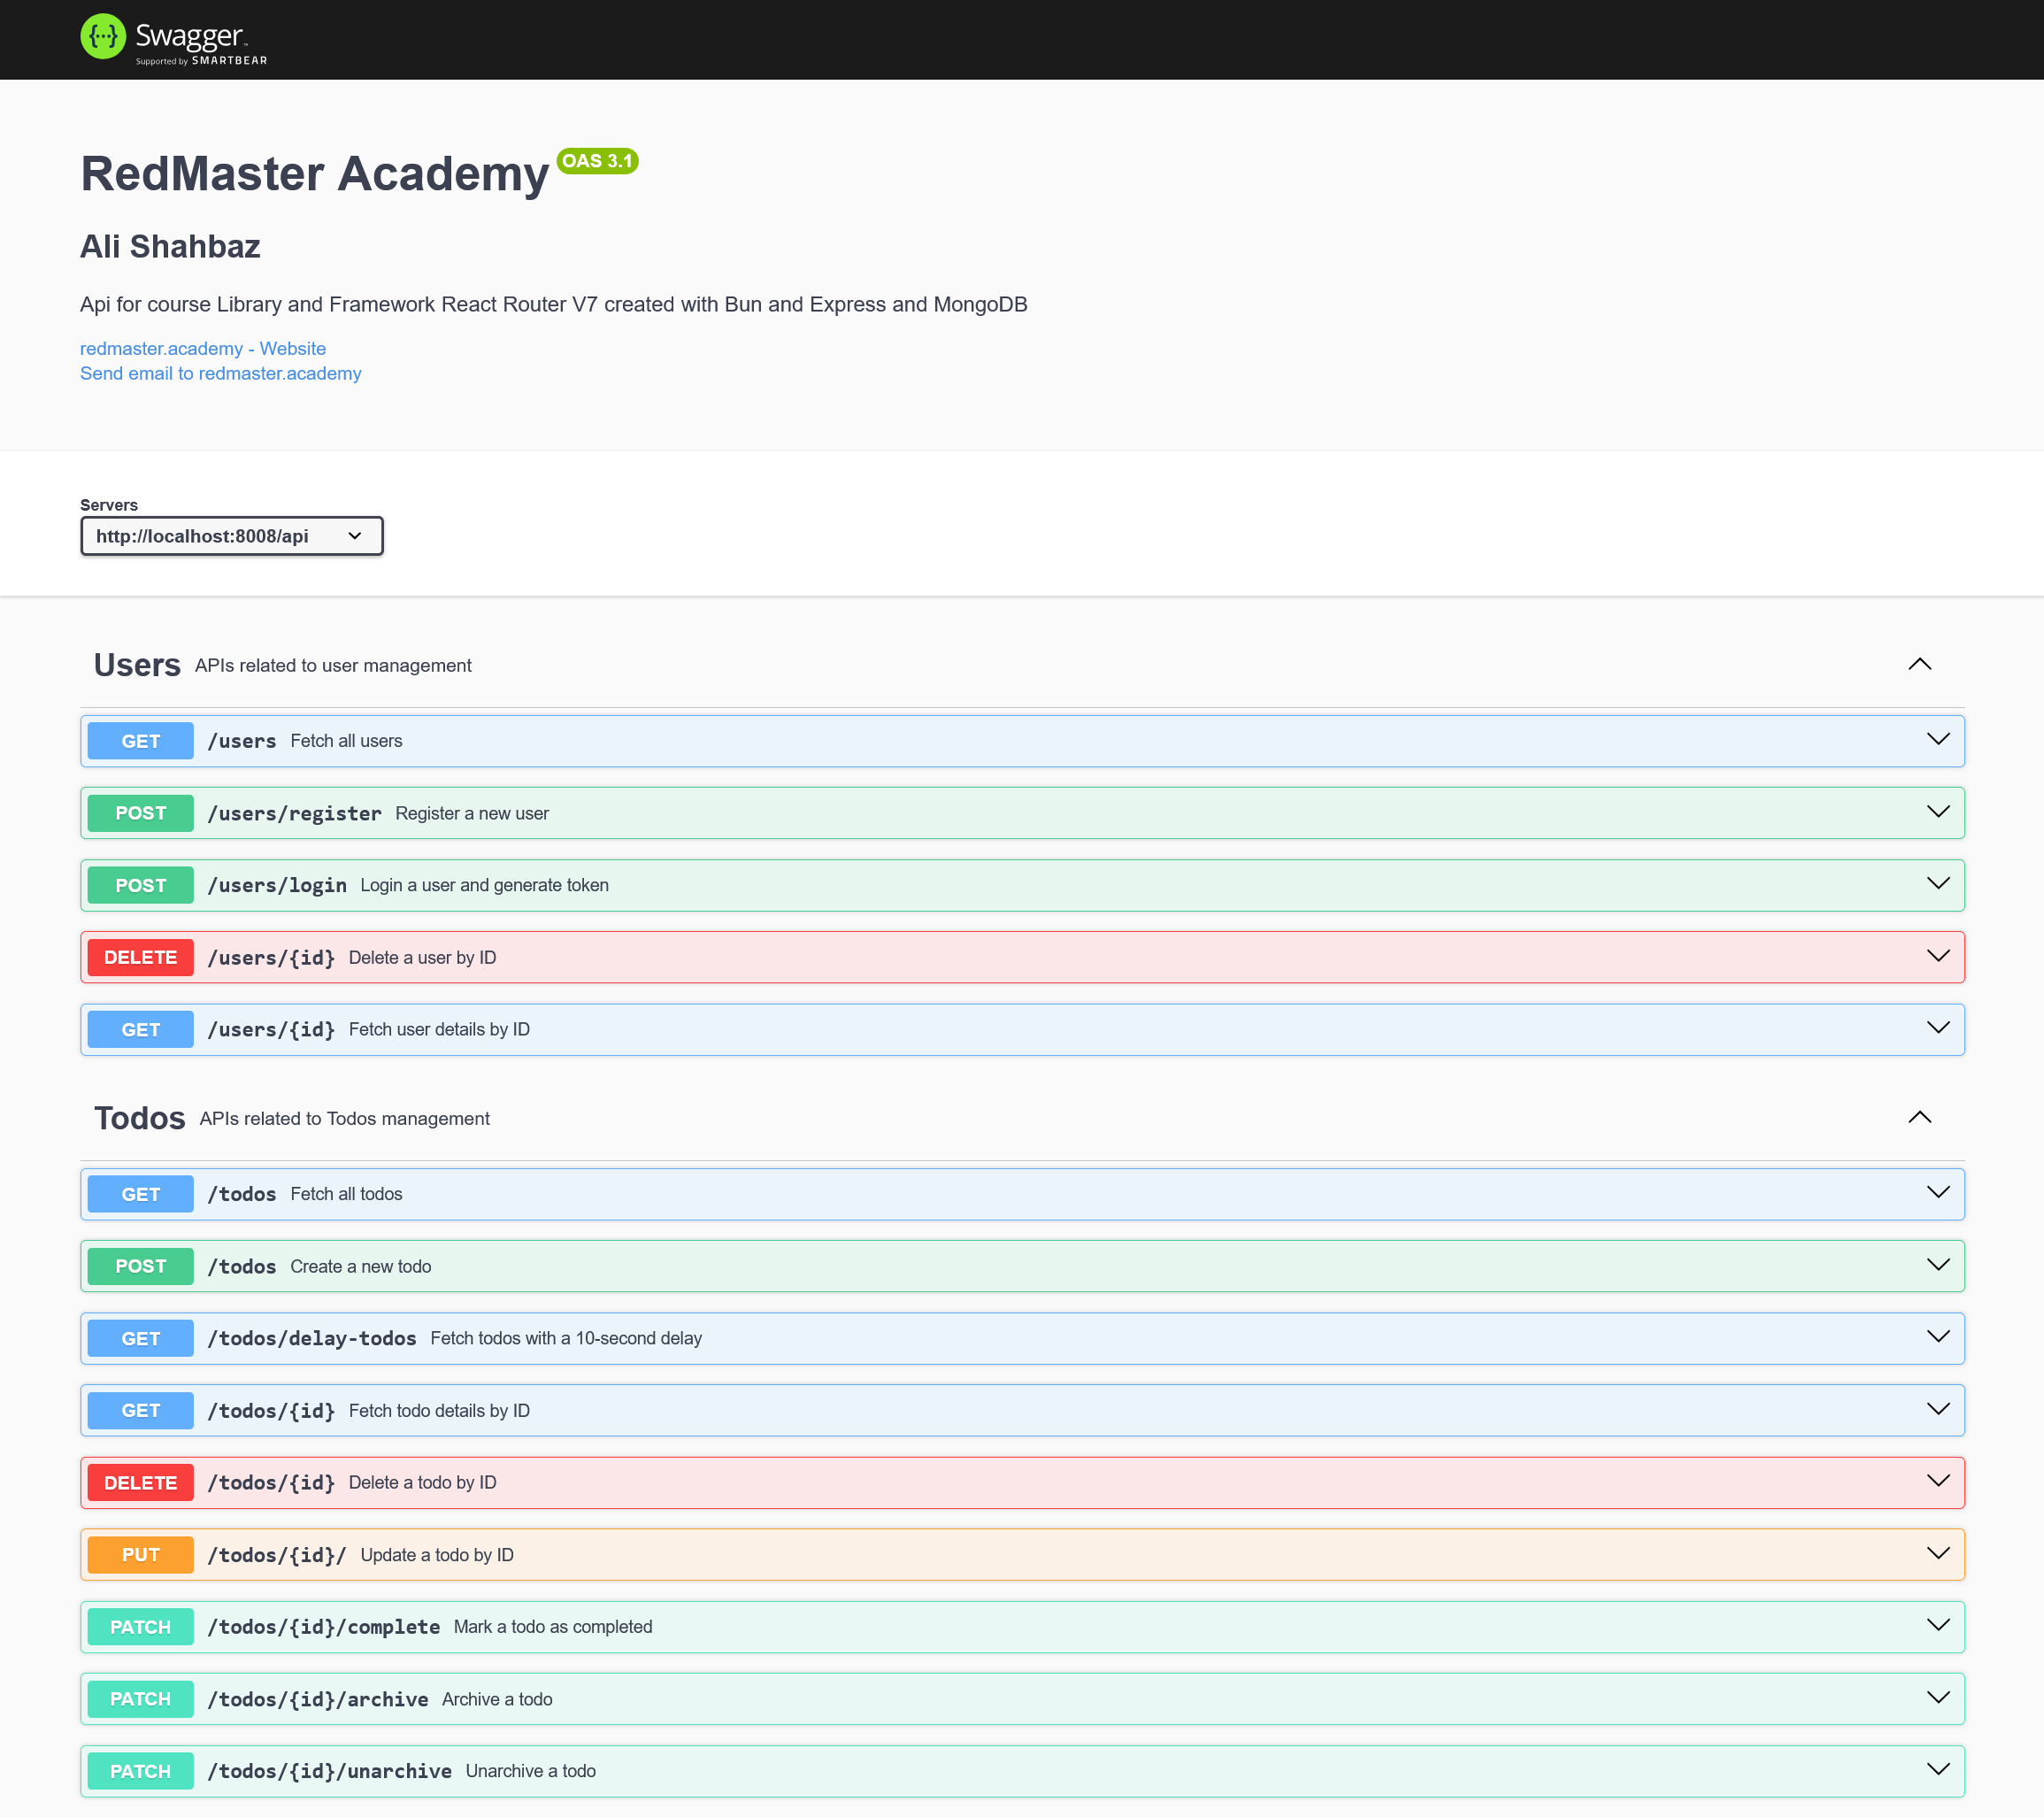 Swagger
Supported by SMARTBEAR
RedMaster Academy OAS 3.1
Ali Shahbaz
Api for course Library and Framework React Router V7 created with Bun and Express and MongoDB
redmaster.academy - Website
Send email to redmaster.academy
Servers
http://localhost:8008/api
Users APIs related to user management
GET /users Fetch all users
POST /users/register Register a new user
POST /users/login Login a user and generate token
DELETE /users/{id} Delete a user by ID
GET /users/{id} Fetch user details by ID
Todos APIs related to Todos management
GET /todos Fetch all todos
POST /todos Create a new todo
GET /todos/delay-todos Fetch todos with a 10-second delay
GET /todos/{id} Fetch todo details by ID
DELETE /todos/{id} Delete a todo by ID
PUT /todos/{id}/ Update a todo by ID
PATCH /todos/{id}/complete Mark a todo as completed
PATCH /todos/{id}/archive Archive a todo
PATCH /todos/{id}/unarchive Unarchive a todo